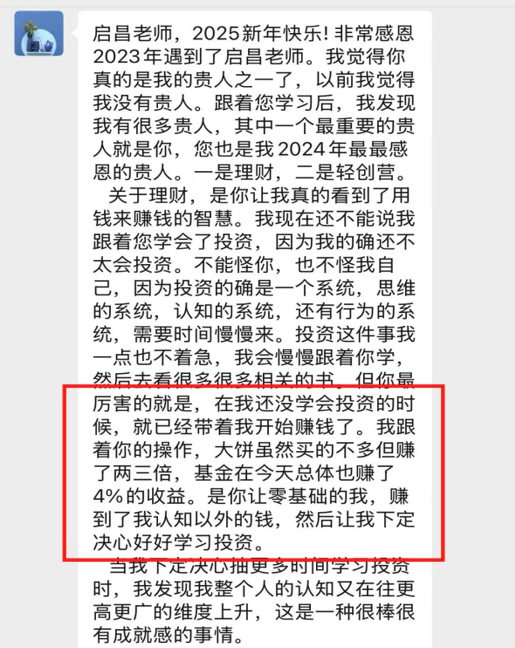 启昌老师，2025新年快乐! 非常感恩
2023年遇到了启昌老师。我觉得你
真的是我的贵人之一了，以前我觉得
我没有贵人。跟着您学习后，我发现
我有很多贵人，其中一个最重要的贵
人就是你，您也是我2024年最最感
恩的贵人。一是理财，二是轻创营。
关于理财，是你让我真的看到了用
钱来赚钱的智慧。我现在还不能说我
跟着您学会了投资，因为我的确还不
太会投资。不能怪你，也不怪我自
己，因为投资的确是一个系统，思维
的系统，认知的系统，还有行为的系
统，需要时间慢慢来。投资这件事我
一点也不着急，我会慢慢跟着你学，
然后去看很多很多相关的书。但你最
厉害的就是，在我还没学会投资的时
候，就已经带着我开始赚钱了。我跟
着你的操作，大饼虽然买的不多但赚
了两三倍，基金在今天总体也赚了
4%的收益。是你让零基础的我，赚
到了我认知以外的钱，然后让我下定
决心好好学习投资。
当我下定决心抽更多时间学习投资
时，我发现我整个人的认知又在往更
高更广的维度上升，这是一种很棒很
有成就感的事情。